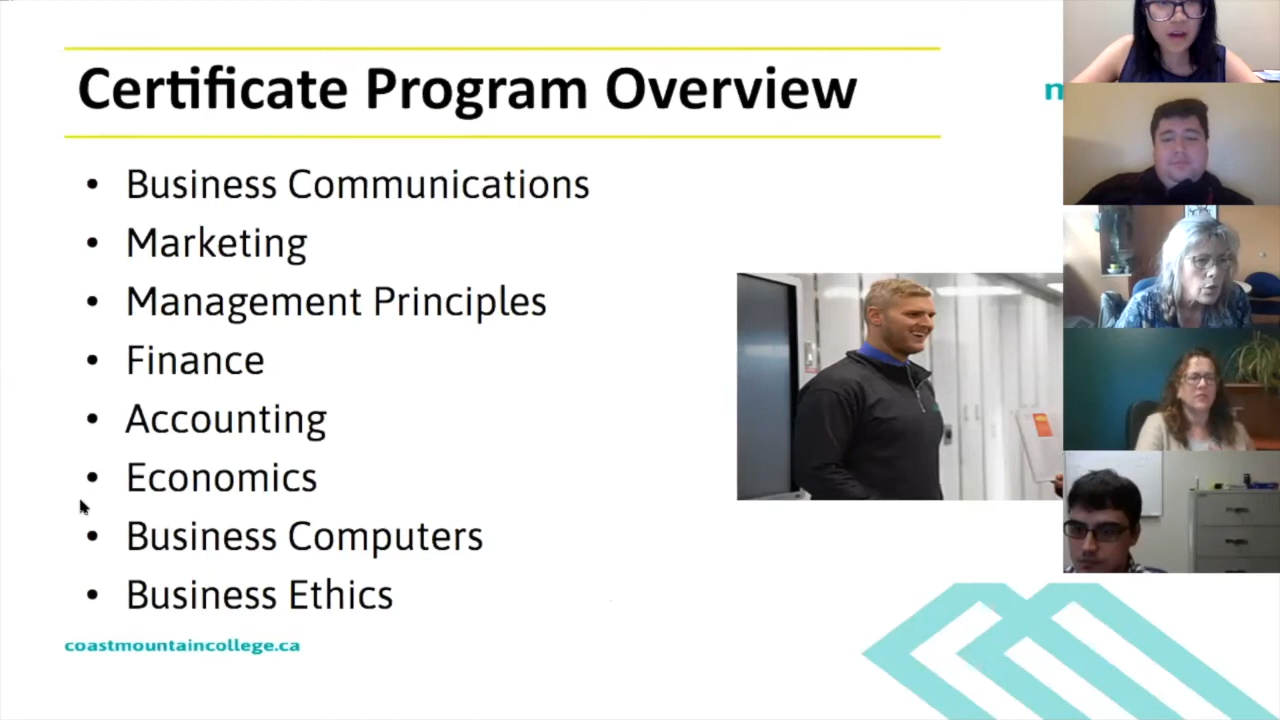 Certificate Program Overview
• Business Communications
• Marketing
• Management Principles
• Finance
• Accounting
• Economics
• Business Computers
• Business Ethics
coastmountaincollege.ca